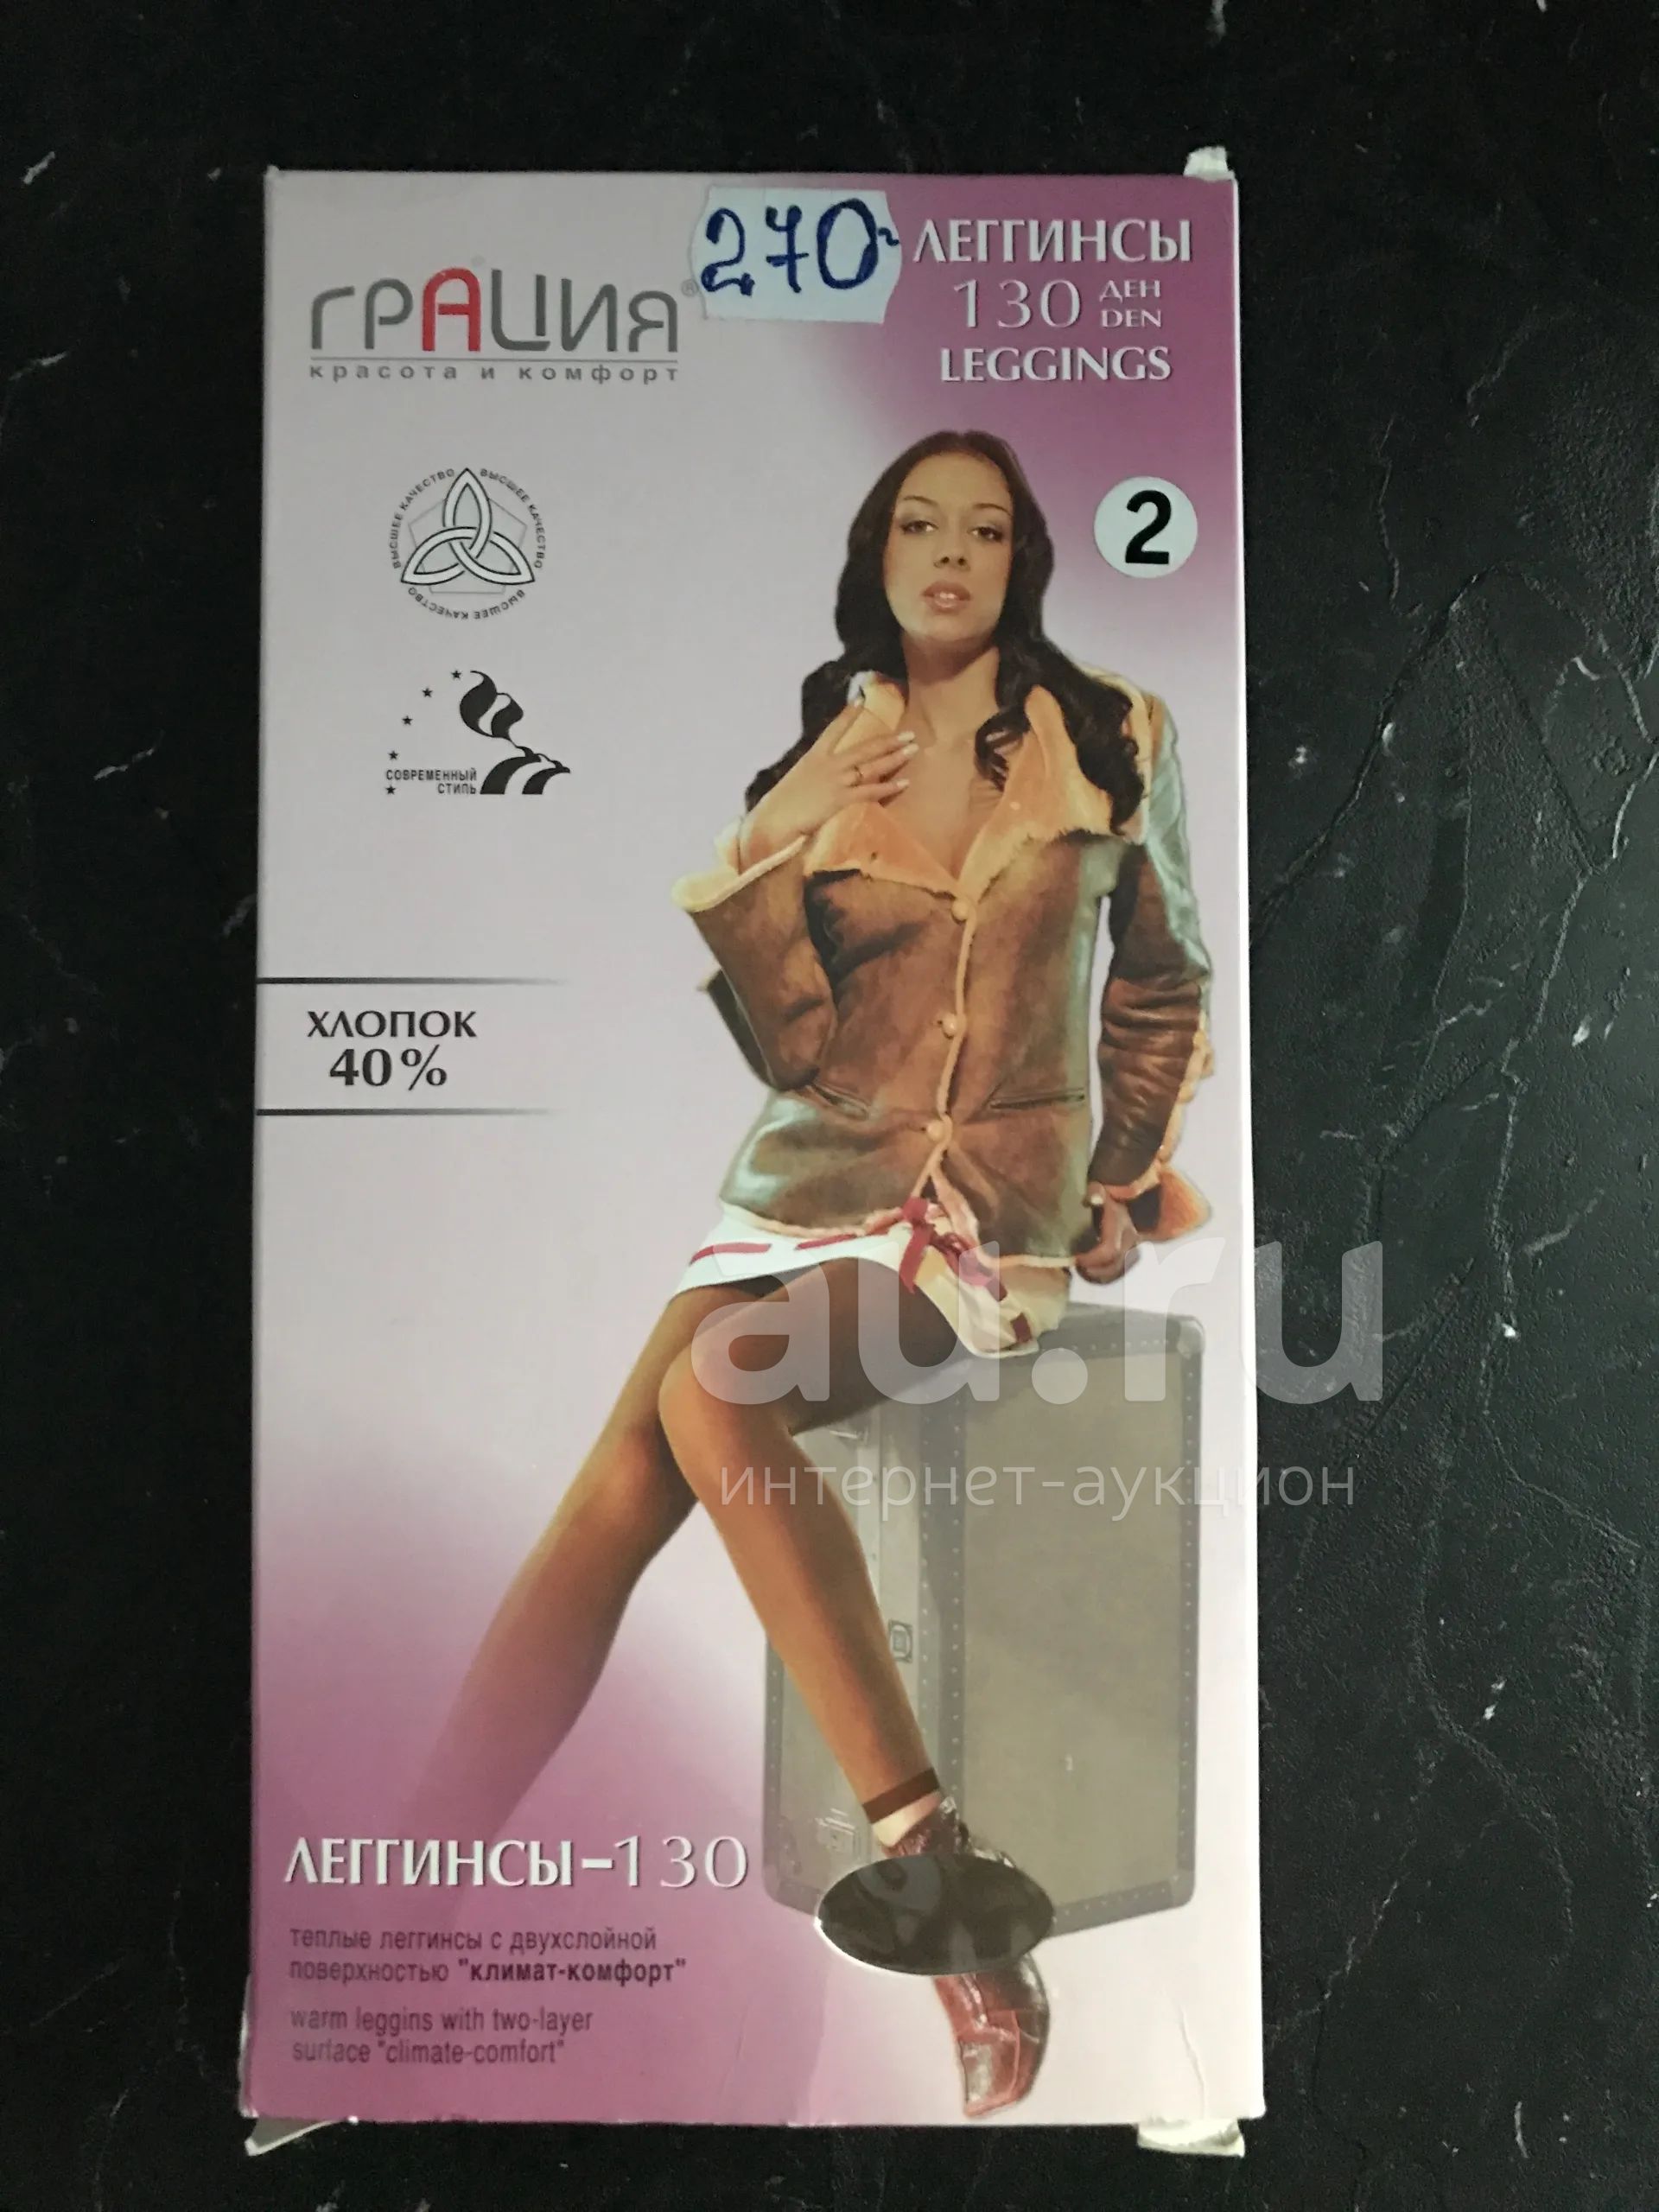 270
ЛЕГГИНСЫ
130 ДЕН
DEN
LEGGINGS
ГРАЦИЯ®
красота и комфорт
2
ВЫСШЕЕ КАЧЕСТВО ВЫСШЕЕ КАЧЕСТВО ВЫСШЕЕ КАЧЕСТВО
СОВРЕМЕННЫЙ
СТИЛЬ
ХЛОПОК
40%
au.ru
интернет-аукцион
ЛЕГГИНСЫ-130
теплые леггинсы с двухслойной
поверхностью "климат-комфорт"
warm leggins with two-layer
surface "climate-comfort"